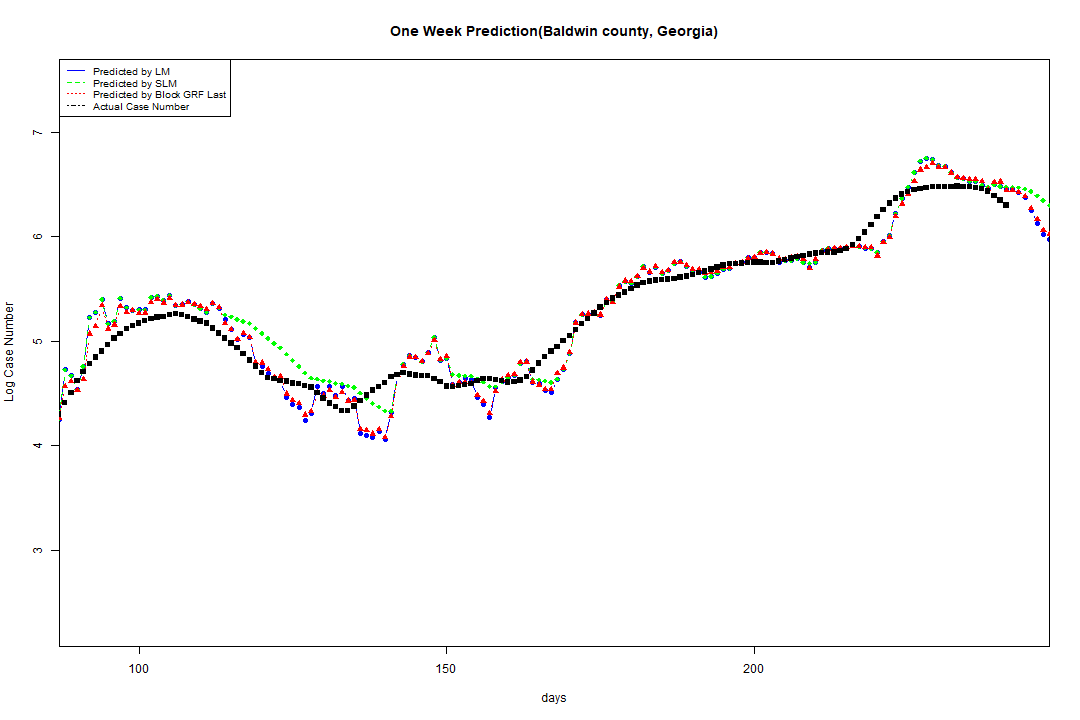 One Week Prediction(Baldwin county, Georgia)
Predicted by LM
Predicted by SLM
Predicted by Block GRF Last
Actual Case Number
7
6
5
4
3
Log Case Number
100 150 200
days